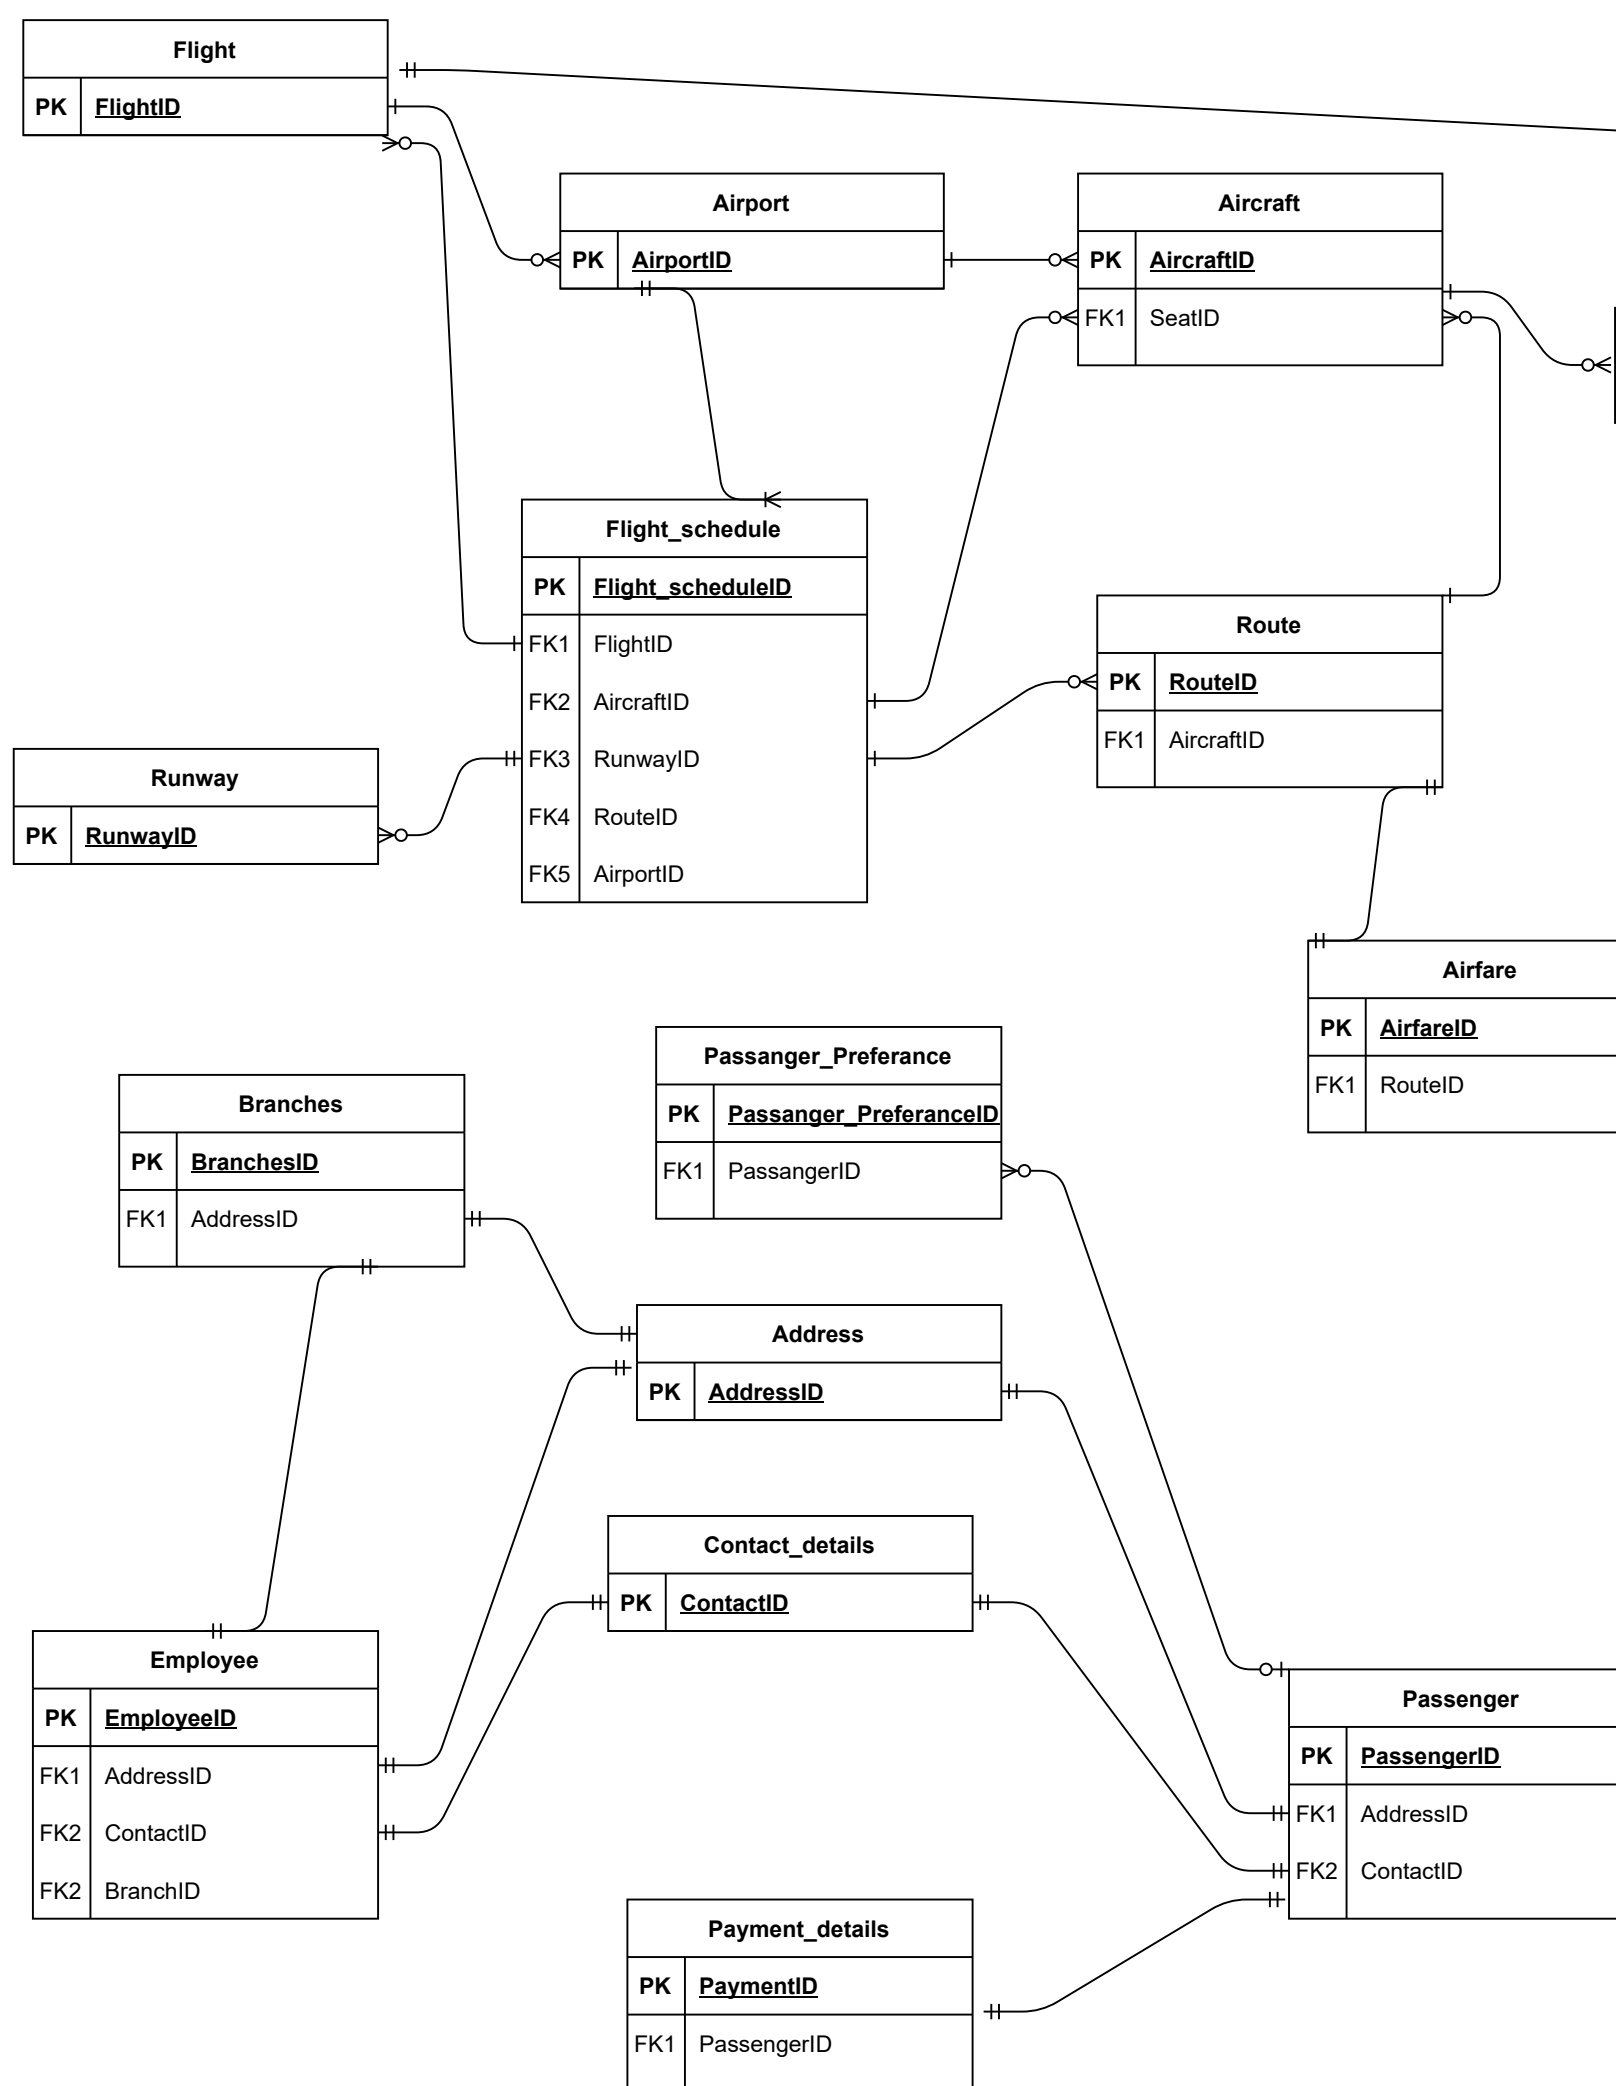 Flight
PK FlightID
Airport
PK AirportID
Aircraft
PK AircraftID
FK1 SeatID
Flight_schedule
PK Flight_scheduleID
FK1 FlightID
FK2 AircraftID
FK3 RunwayID
FK4 RouteID
FK5 AirportID
Route
PK RouteID
FK1 AircraftID
Runway
PK RunwayID
Airfare
PK AirfareID
FK1 RouteID
Passanger_Preferance
PK Passanger_PreferanceID
FK1 PassangerID
Branches
PK BranchesID
FK1 AddressID
Address
PK AddressID
Contact_details
PK ContactID
Employee
PK EmployeeID
FK1 AddressID
FK2 ContactID
FK2 BranchID
Passenger
PK PassengerID
FK1 AddressID
FK2 ContactID
Payment_details
PK PaymentID
FK1 PassengerID